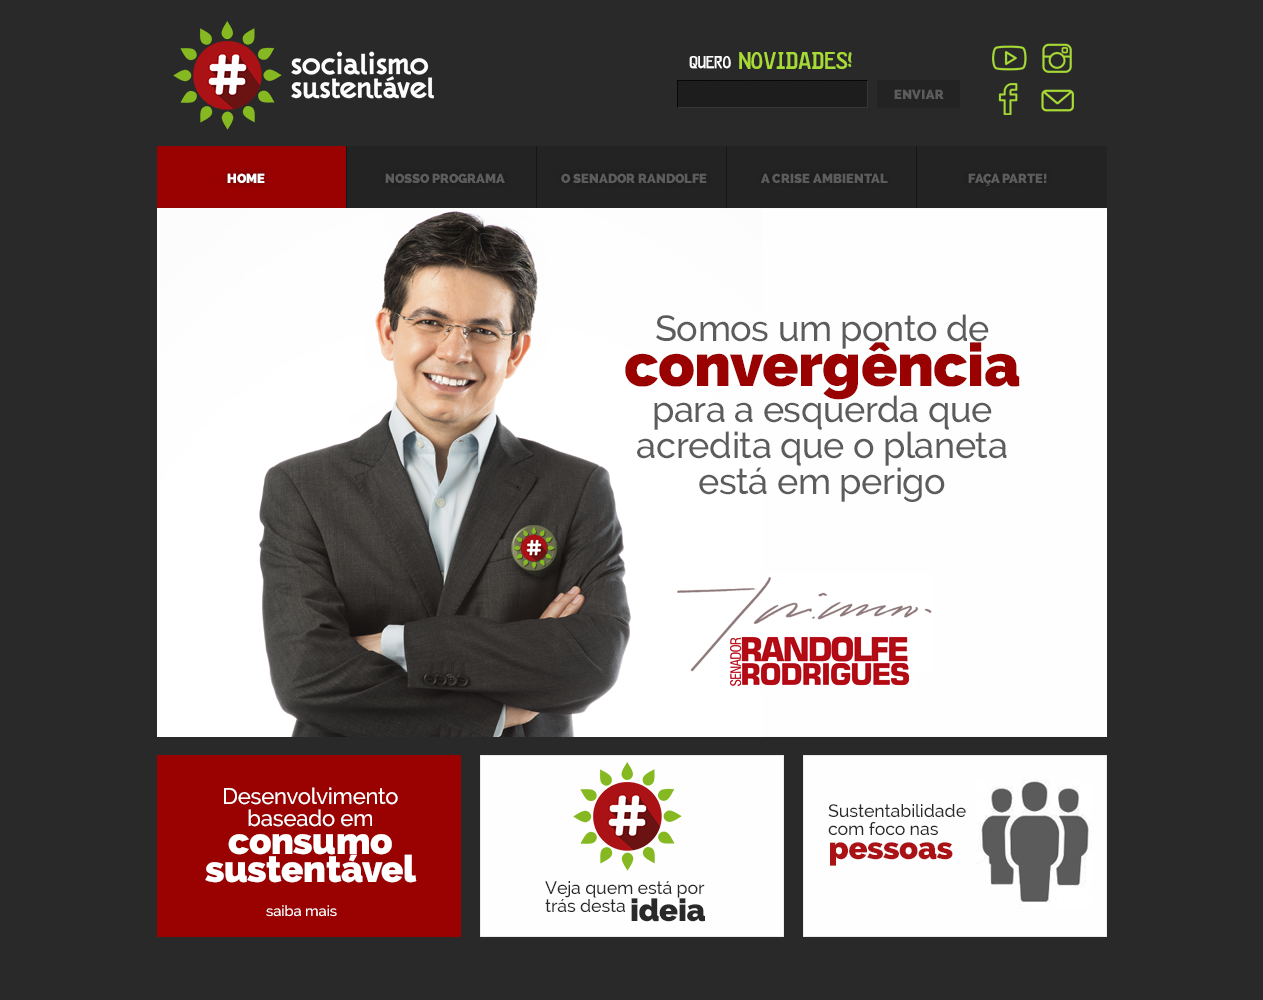 #
socialismo
sustentável
QUERO NOVIDADES!
ENVIAR
HOME
NOSSO PROGRAMA
O SENADOR RANDOLFE
A CRISE AMBIENTAL
FAÇA PARTE!
Somos um ponto de
convergência
para a esquerda que
acredita que o planeta
está em perigo
#
SENADOR
RANDOLFE
RODRIGUES
Desenvolvimento
baseado em
consumo
sustentável
saiba mais
#
Veja quem está por
trás desta ideia
Sustentabilidade
com foco nas
pessoas